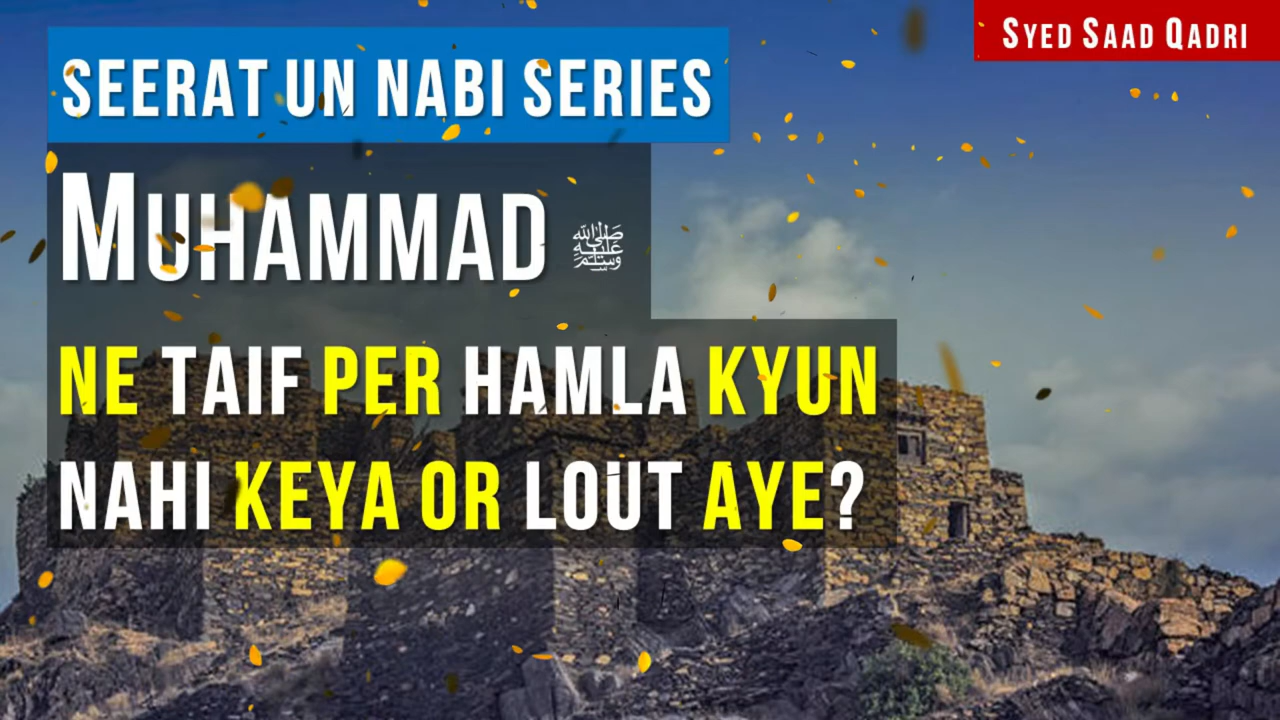 SYED SAAD QADRI
SEERAT UN NABI SERIES
MUHAMMAD ﷺ
NE TAIF PER HAMLA KYUN
NAHI KEYA OR LOUT AYE?